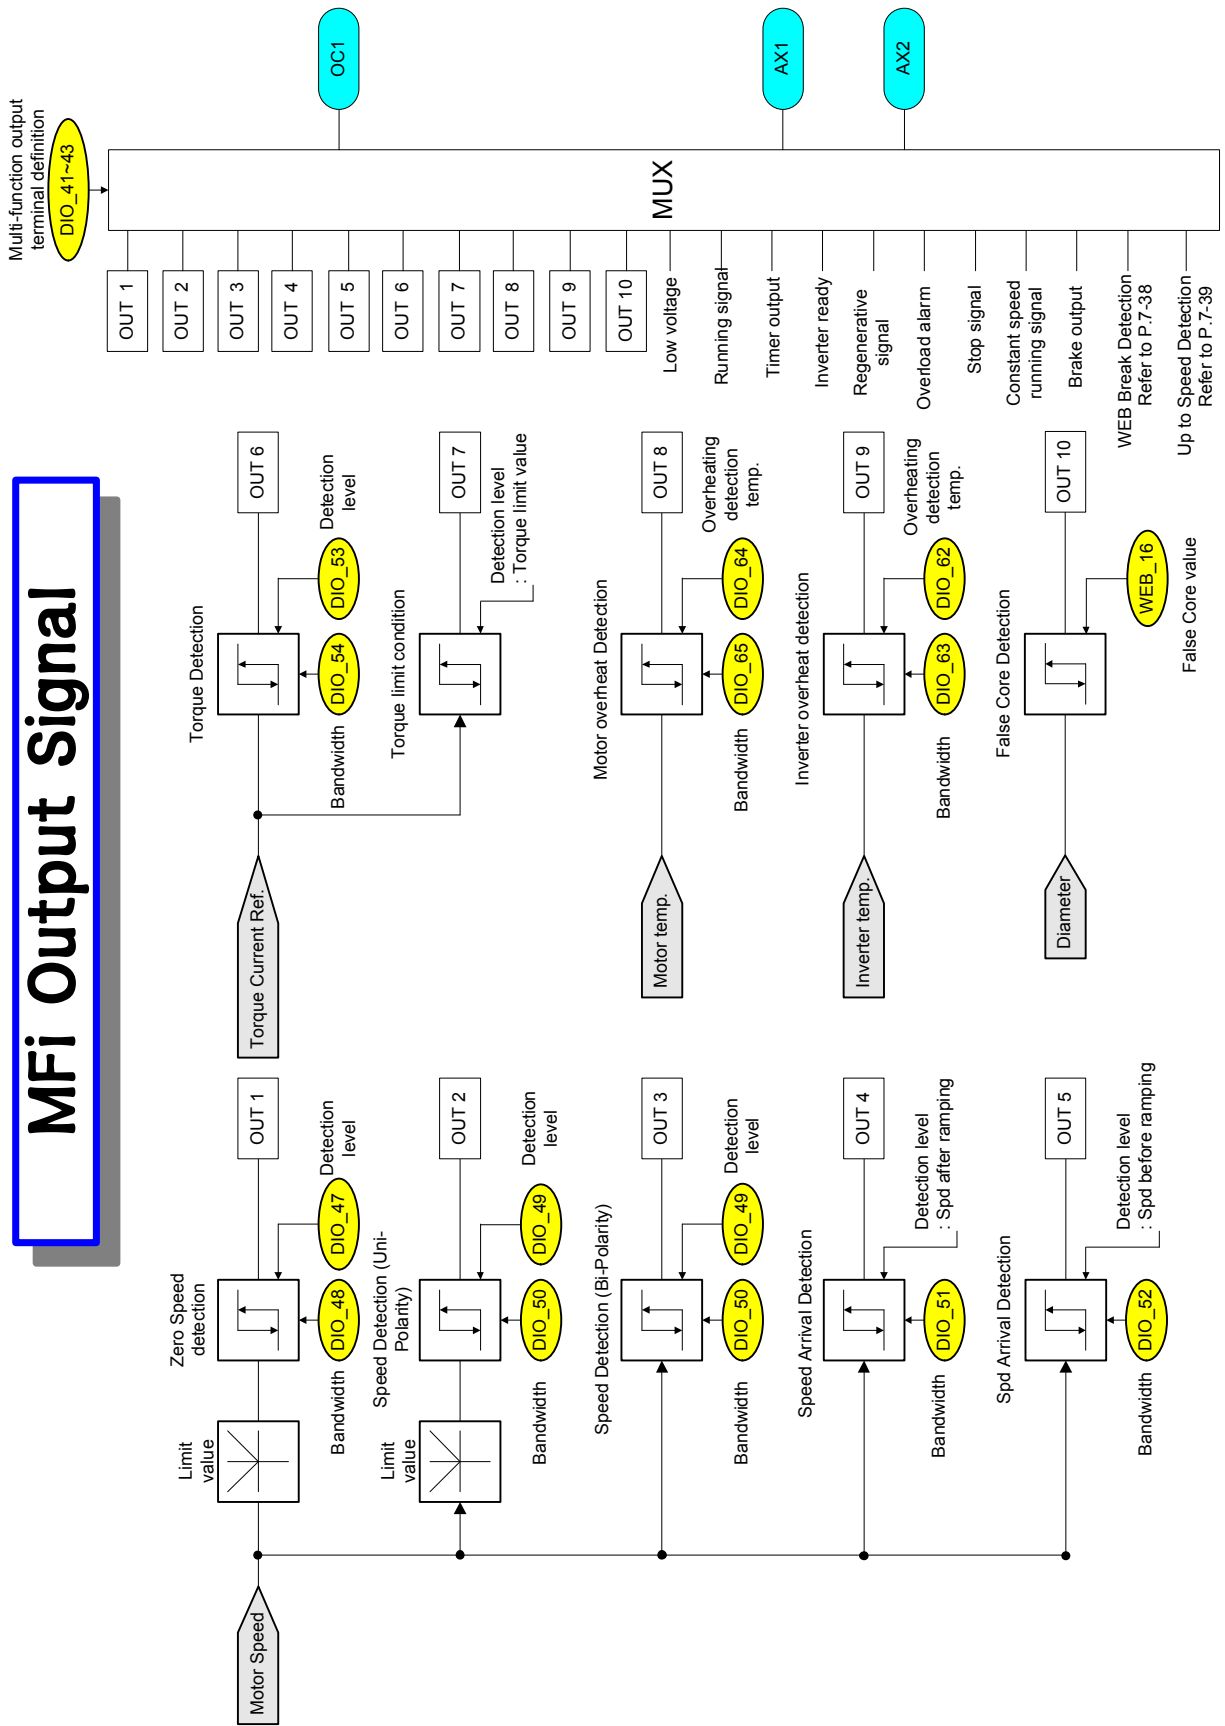 MFi Output Signal
Motor Speed
Limit
value
Zero Speed
detection
Bandwidth
DIO_48
DIO_47
Detection
level
OUT 1
Limit
value
Speed Detection (Uni-
Polarity)
Bandwidth
DIO_50
DIO_49
Detection
level
OUT 2
Speed Detection (Bi-Polarity)
Bandwidth
DIO_50
DIO_49
Detection
level
OUT 3
Speed Arrival Detection
Bandwidth
DIO_51
Detection level
: Spd after ramping
OUT 4
Spd Arrival Detection
Bandwidth
DIO_52
Detection level
: Spd before ramping
OUT 5
Torque Current Ref.
Torque Detection
Bandwidth
DIO_54
DIO_53
Detection
level
OUT 6
Torque limit condition
Detection level
: Torque limit value
OUT 7
Motor temp.
Motor overheat Detection
Bandwidth
DIO_65
DIO_64
Overheating
detection
temp.
OUT 8
Inverter temp.
Inverter overheat detection
Bandwidth
DIO_63
DIO_62
Overheating
detection
temp.
OUT 9
Diameter
False Core Detection
WEB_16
False Core value
OUT 10
Multi-function output
terminal definition
DIO_41~43
OUT 1
OUT 2
OUT 3
OUT 4
OUT 5
OUT 6
OUT 7
OUT 8
OUT 9
OUT 10
Low voltage
Running signal
Timer output
Inverter ready
Regenerative
signal
Overload alarm
Stop signal
Constant speed
running signal
Brake output
WEB Break Detection
Refer to P.7-38
Up to Speed Detection
Refer to P.7-39
MUX
OC1
AX1
AX2